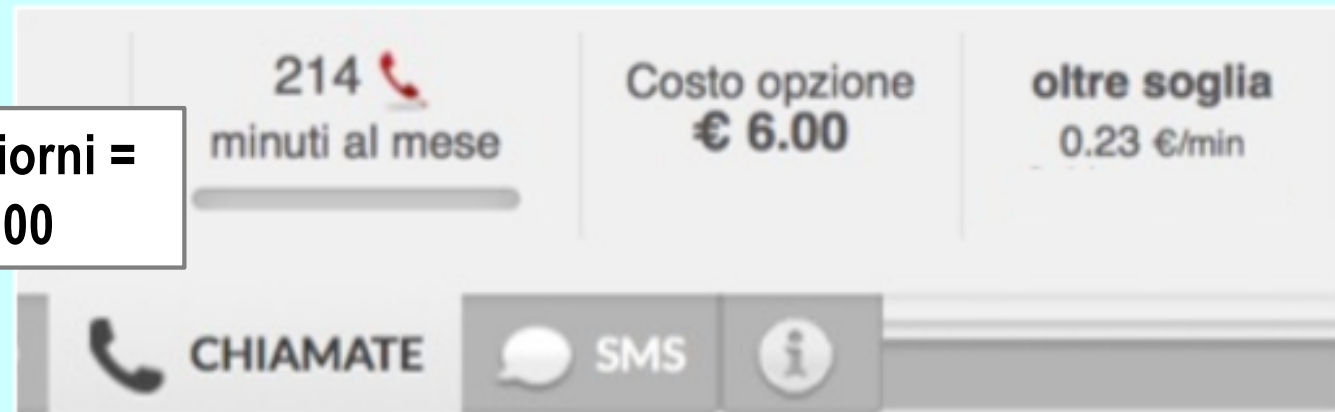 214
minuti al mese
Costo opzione
€ 6.00
oltre soglia
0.23 €/min
iorni =
00
CHIAMATE
SMS
i